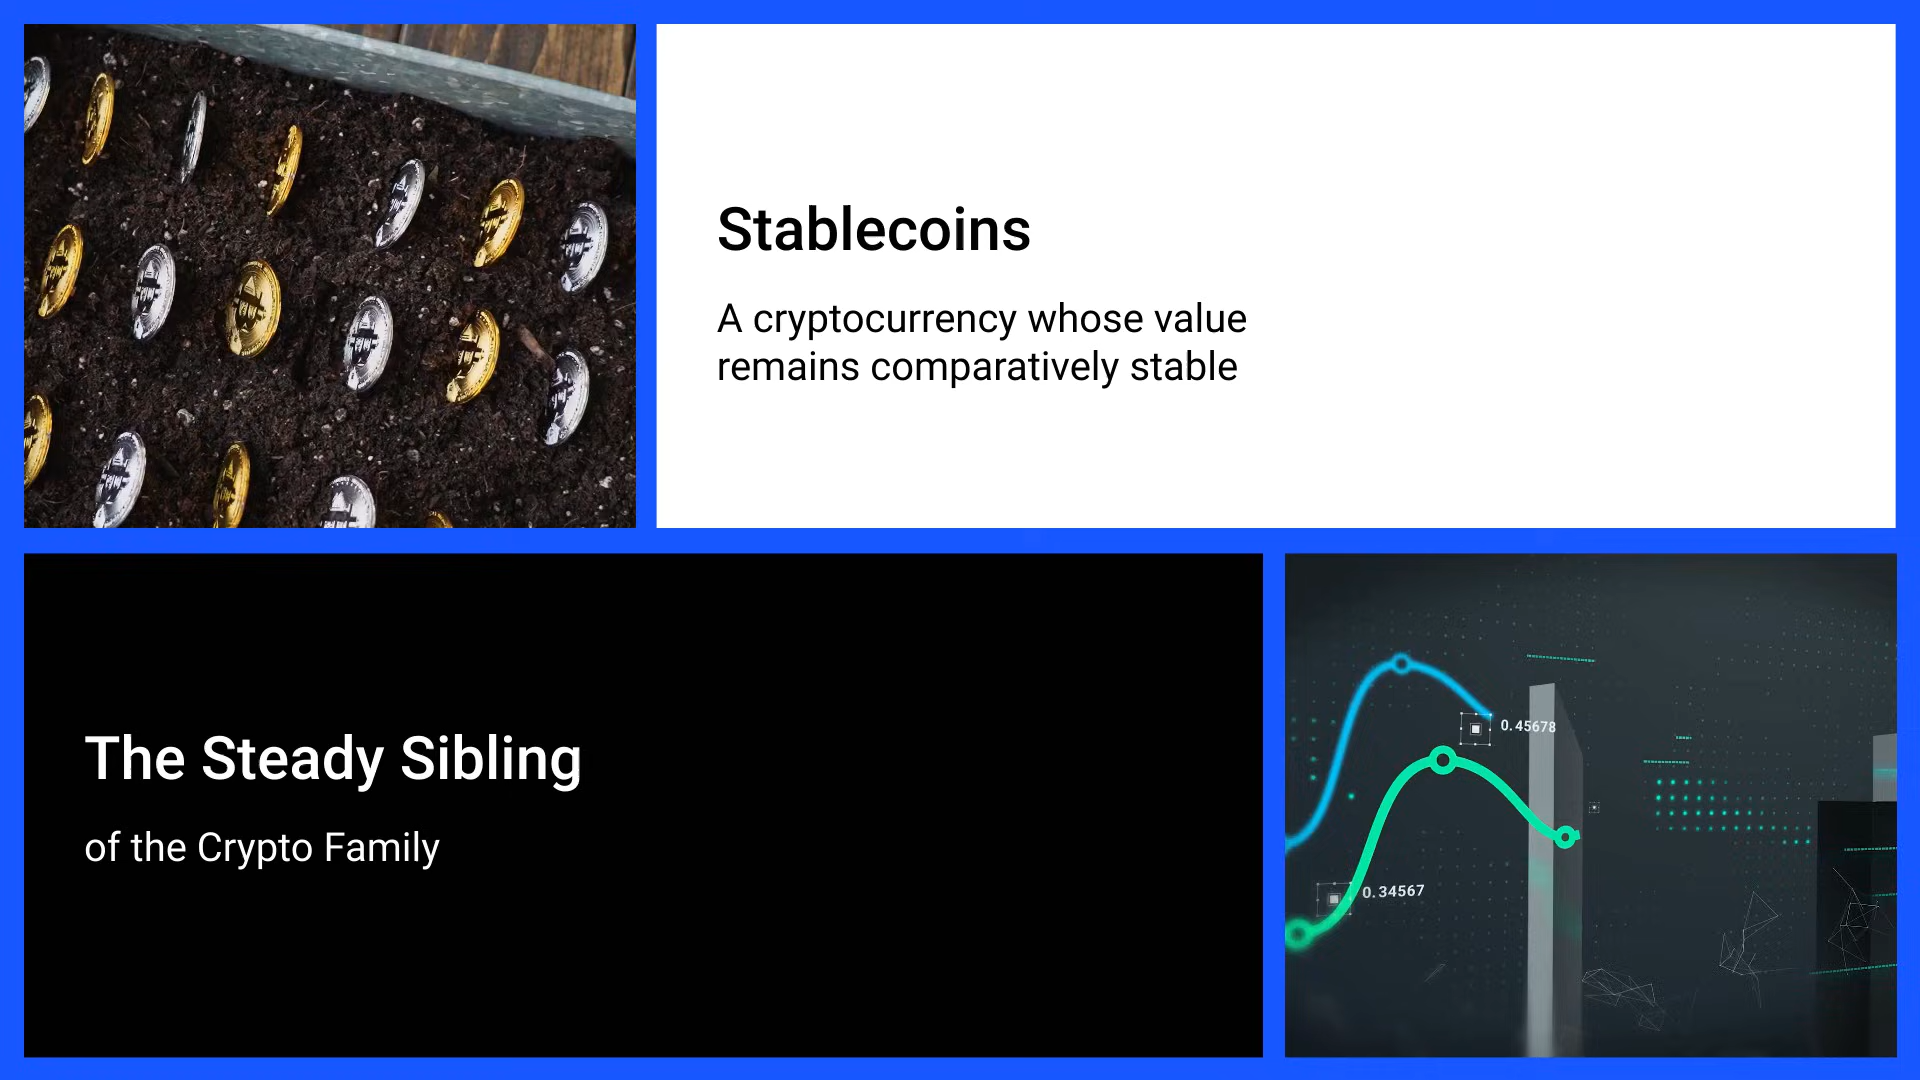 Stablecoins
A cryptocurrency whose value
remains comparatively stable
The Steady Sibling
of the Crypto Family
0.45678
0.34567